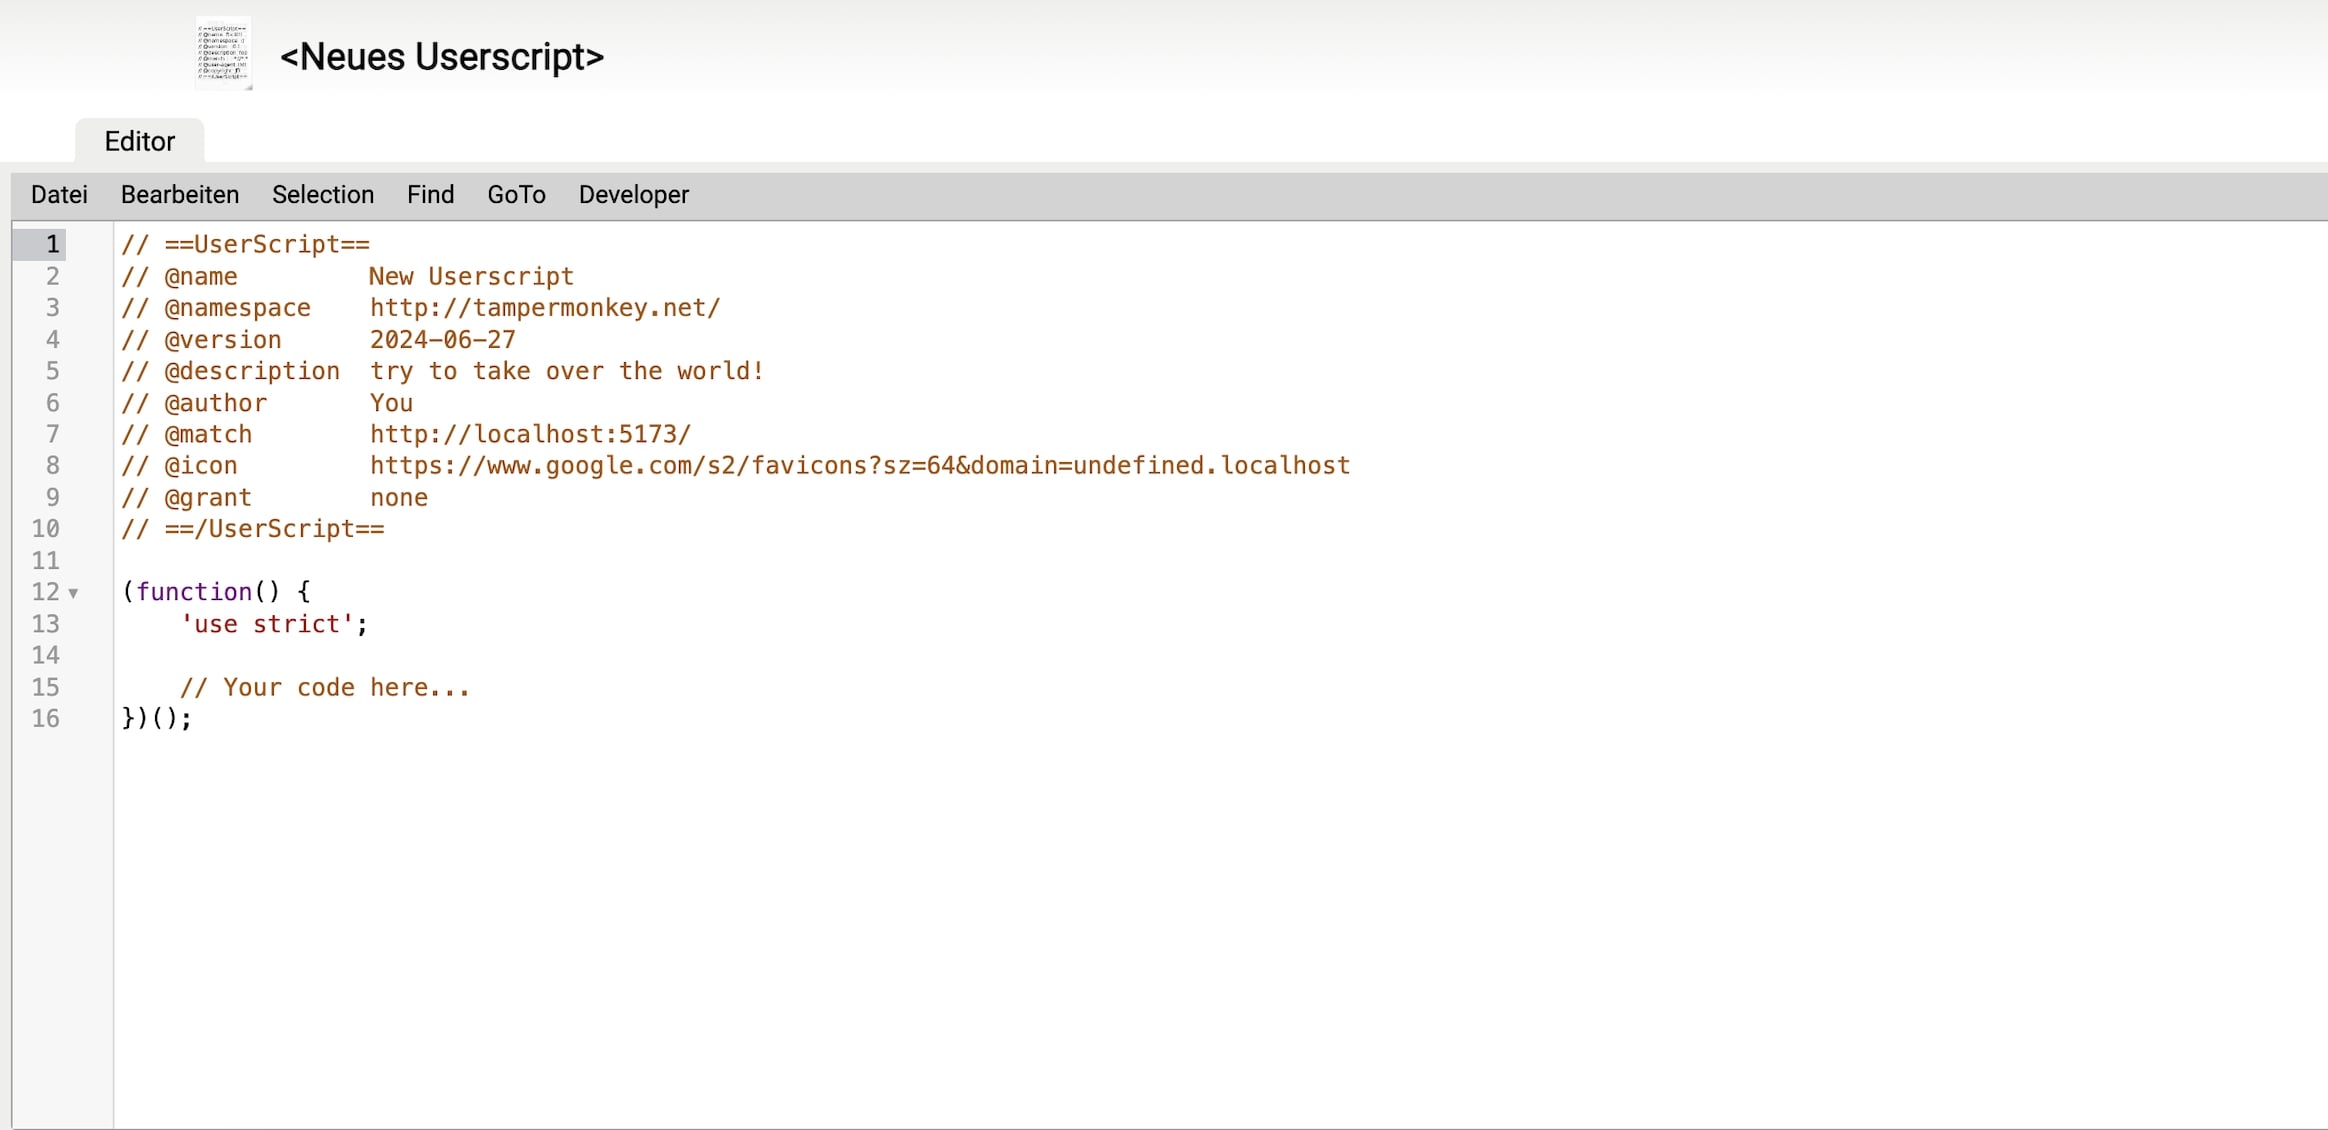 <Neues Userscript>
Editor
Datei Bearbeiten Selection Find GoTo Developer
1 // ==UserScript==
2 // @name         New Userscript
3 // @namespace    http://tampermonkey.net/
4 // @version      2024-06-27
5 // @description  try to take over the world!
6 // @author       You
7 // @match        http://localhost:5173/
8 // @icon         https://www.google.com/s2/favicons?sz=64&domain=undefined.localhost
9 // @grant        none
10 // ==/UserScript==
11
12 (function() {
13     'use strict';
14
15     // Your code here...
16 })();